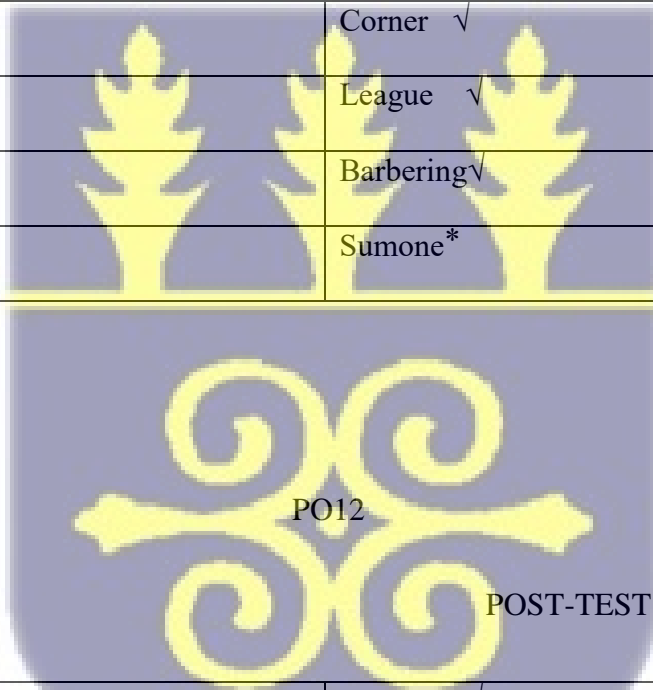 Corner √
League √
Barbering√
Sumone*
PO12
POST-TEST